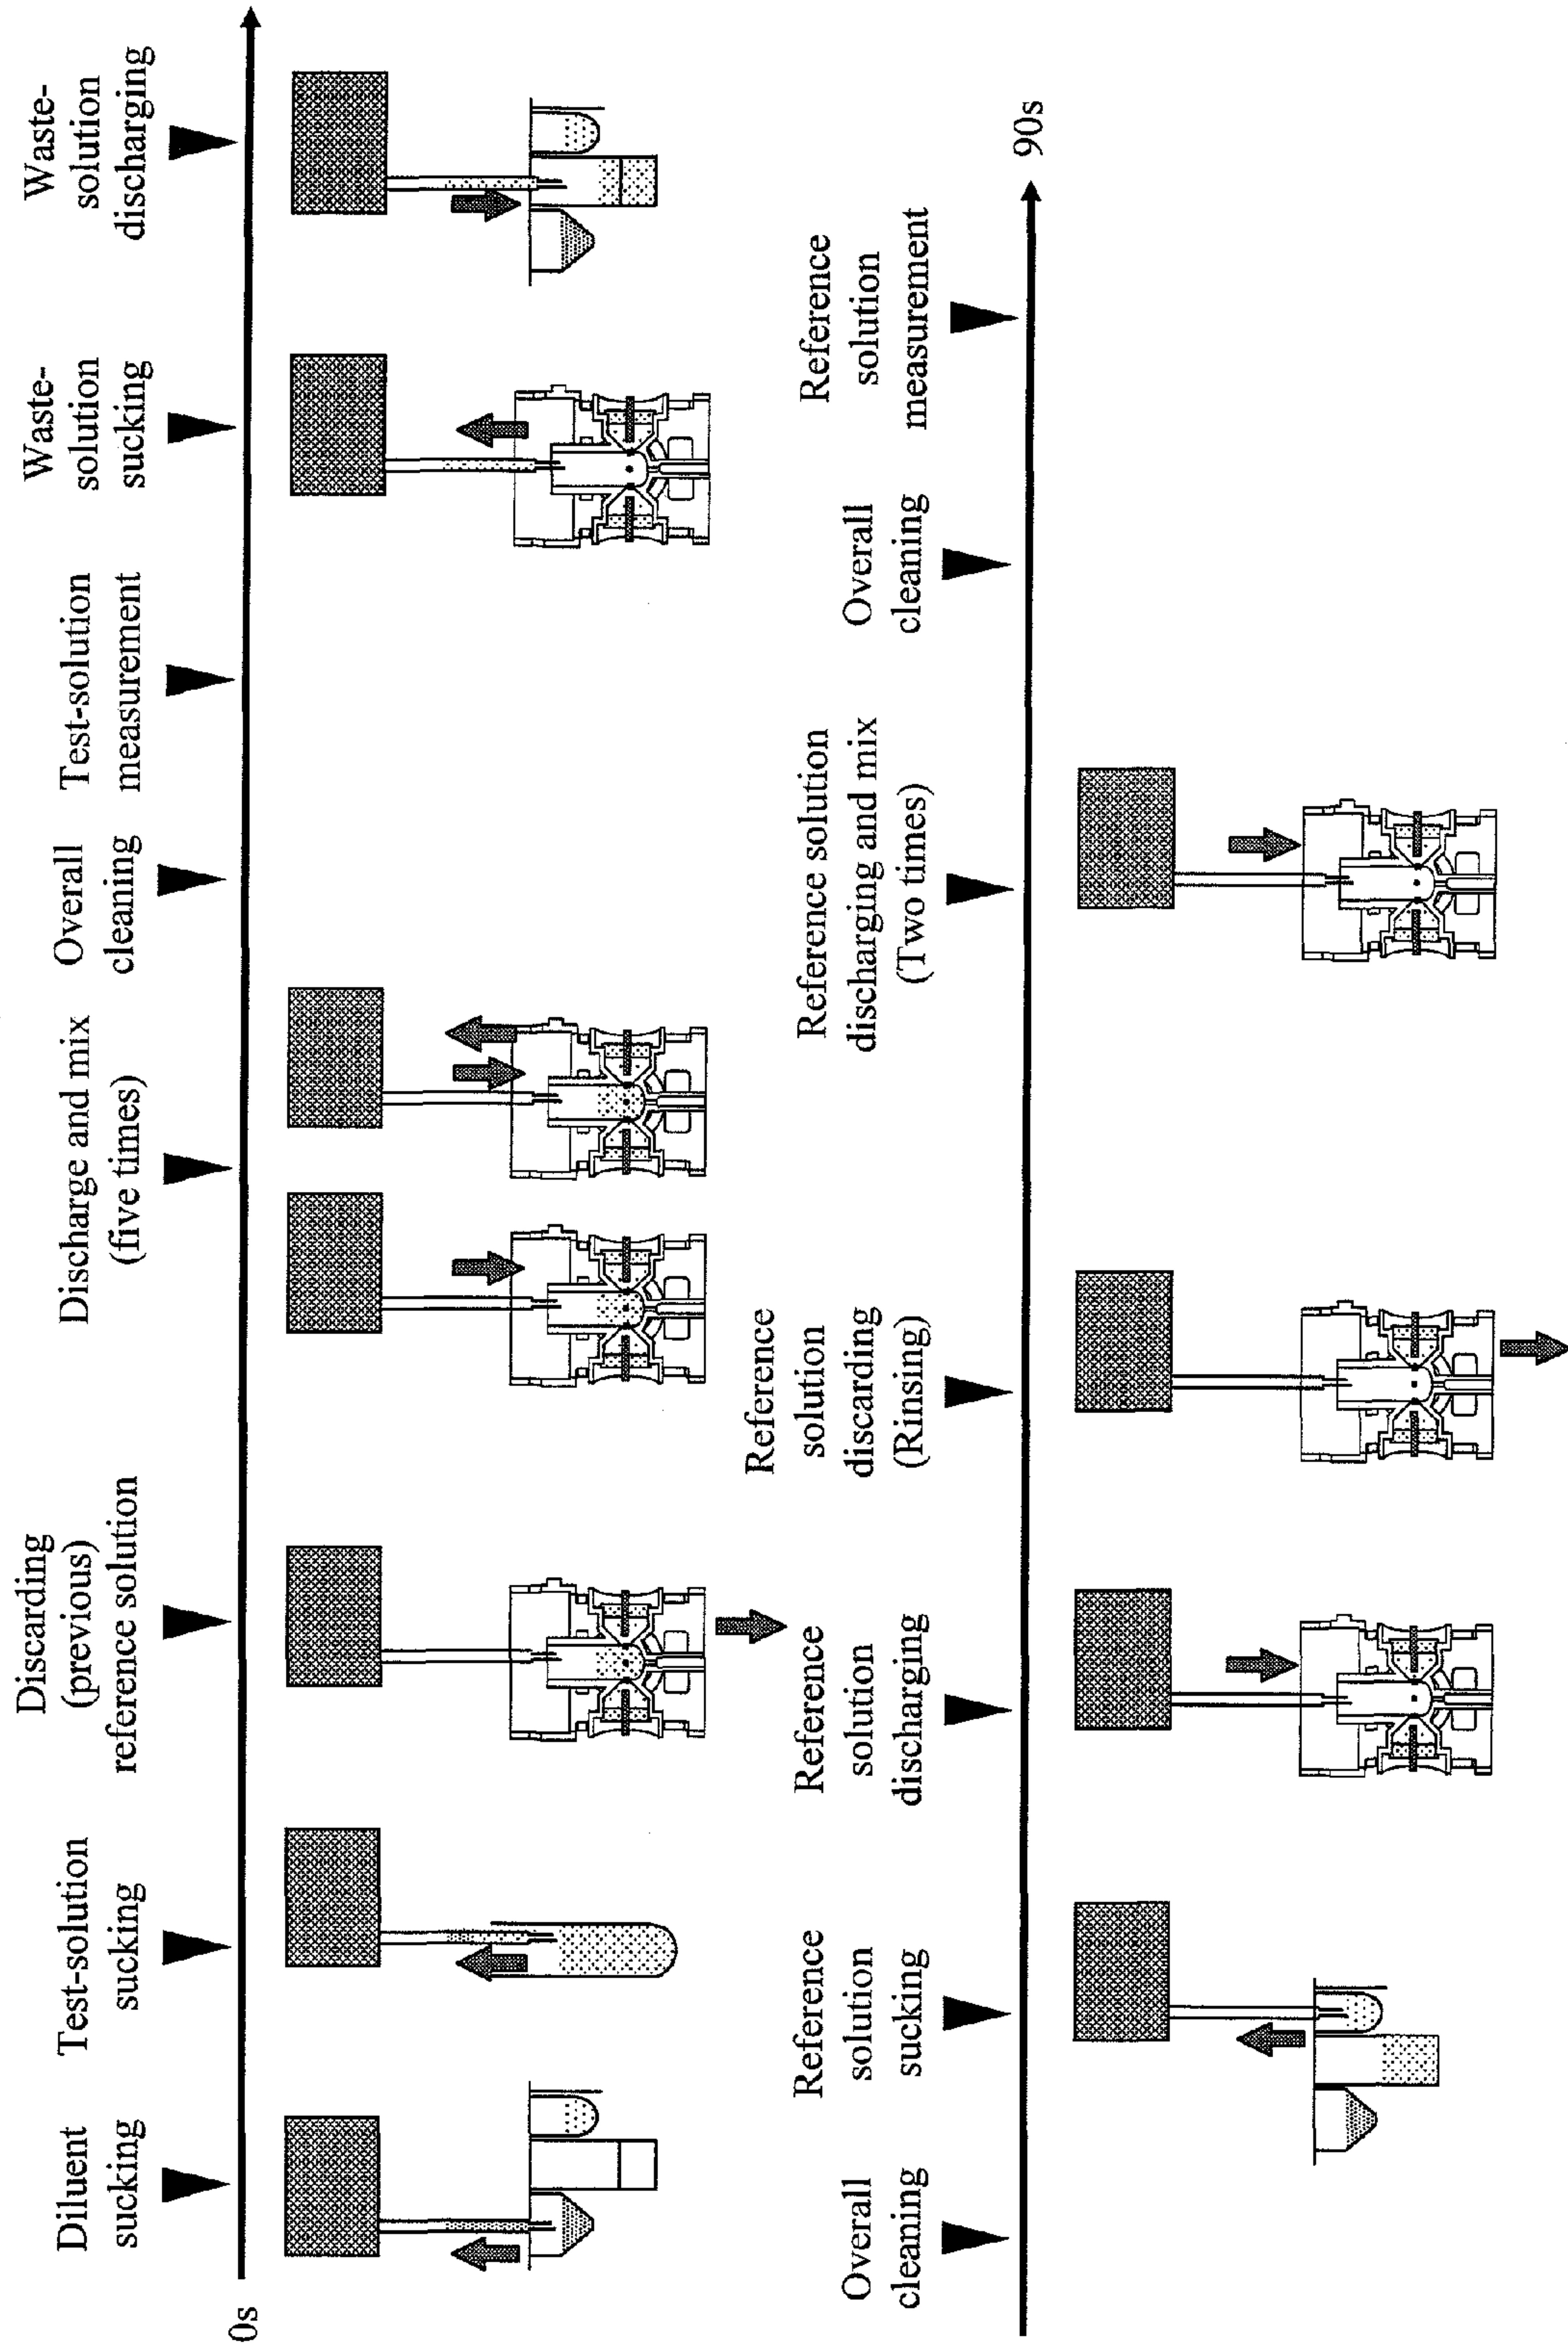 0s
Diluent
sucking
Test-solution
sucking
Discarding
(previous)
reference solution
Discharge and mix
(five times)
Overall
cleaning
Test-solution
measurement
Waste-
solution
sucking
Waste-
solution
discharging
Overall
cleaning
Reference
solution
sucking
Reference
solution
discharging
Reference
solution
discarding
(Rinsing)
Reference solution
discharging and mix
(Two times)
Overall
cleaning
Reference
solution
measurement
90s